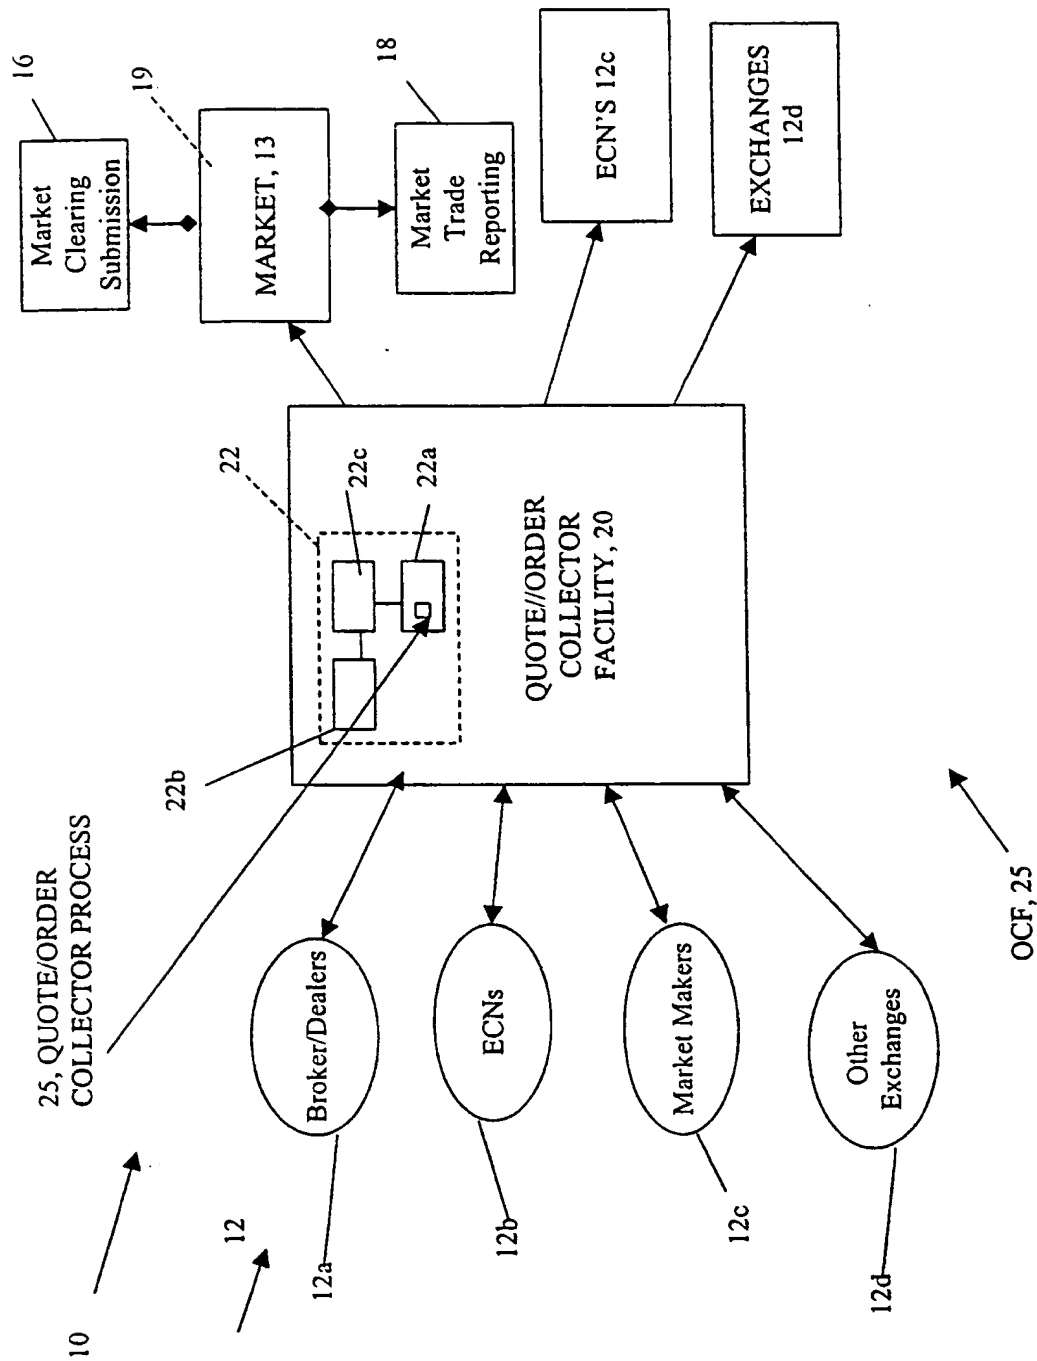 10
25, QUOTE/ORDER
COLLECTOR PROCESS
12
12a
Broker/Dealers
12b
ECNs
12c
Market Makers
12d
Other
Exchanges
22b
22
22c
22a
QUOTE//ORDER
COLLECTOR
FACILITY, 20
OCF, 25
16
Market
Clearing
Submission
19
MARKET, 13
18
Market
Trade
Reporting
ECN'S 12c
EXCHANGES
12d